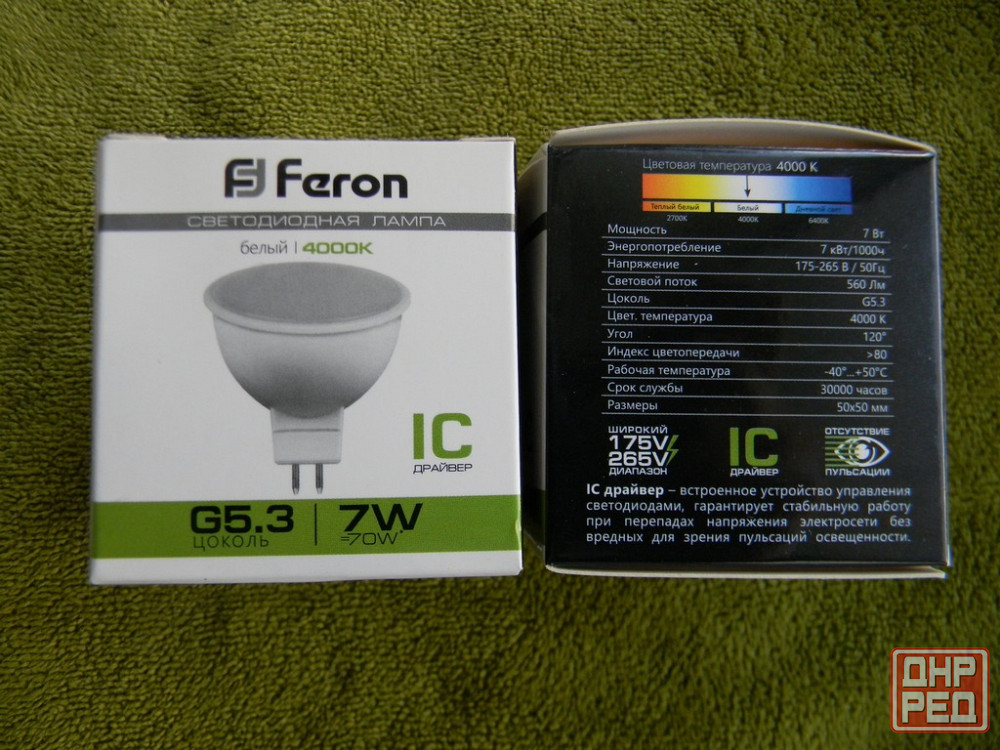 Feron
СВЕТОДИОДНАЯ ЛАМПА
белый | 4000K
IC
ДРАЙВЕР
G5.3
ЦОКОЛЬ
7W
=70W*
Цветовая температура 4000 К
Теплый белый Белый Дневной свет
2700K 4000K 6400K
Мощность 7 Вт
Энергопотребление 7 кВт/1000ч
Напряжение 175-265 В / 50Гц
Световой поток 560 Лм
Цоколь G5.3
Цвет. температура 4000 К
Угол 120°
Индекс цветопередачи >80
Рабочая температура -40°...+50°C
Срок службы 30000 часов
Размеры 50x50 мм
ШИРОКИЙ
175V
265V
ДИАПАЗОН
IC
ДРАЙВЕР
ОТСУТСТВИЕ
ПУЛЬСАЦИИ
IC драйвер – встроенное устройство управления
светодиодами, гарантирует стабильную работу
при перепадах напряжения электросети без
вредных для зрения пульсаций освещенности.
ДНР
РЕД